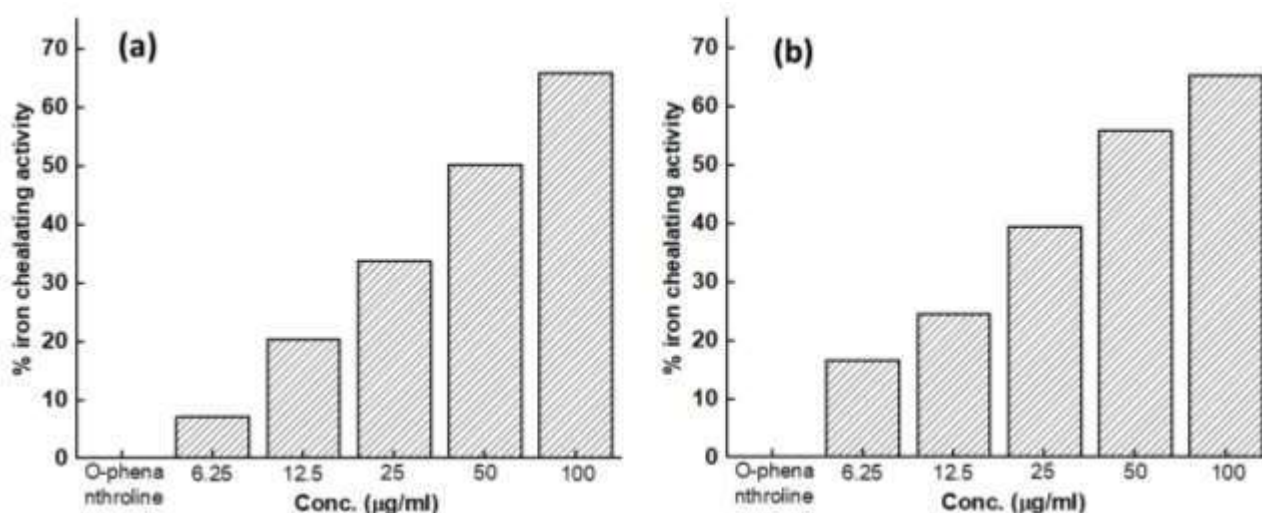 (a)
% iron chealating activity
70
60
50
40
30
20
10
0
O-phena
nthroline
6.25
12.5
25
50
100
Conc. (µg/ml)
(b)
% iron chealating activity
70
60
50
40
30
20
10
0
O-phena
nthroline
6.25
12.5
25
50
100
Conc. (µg/ml)